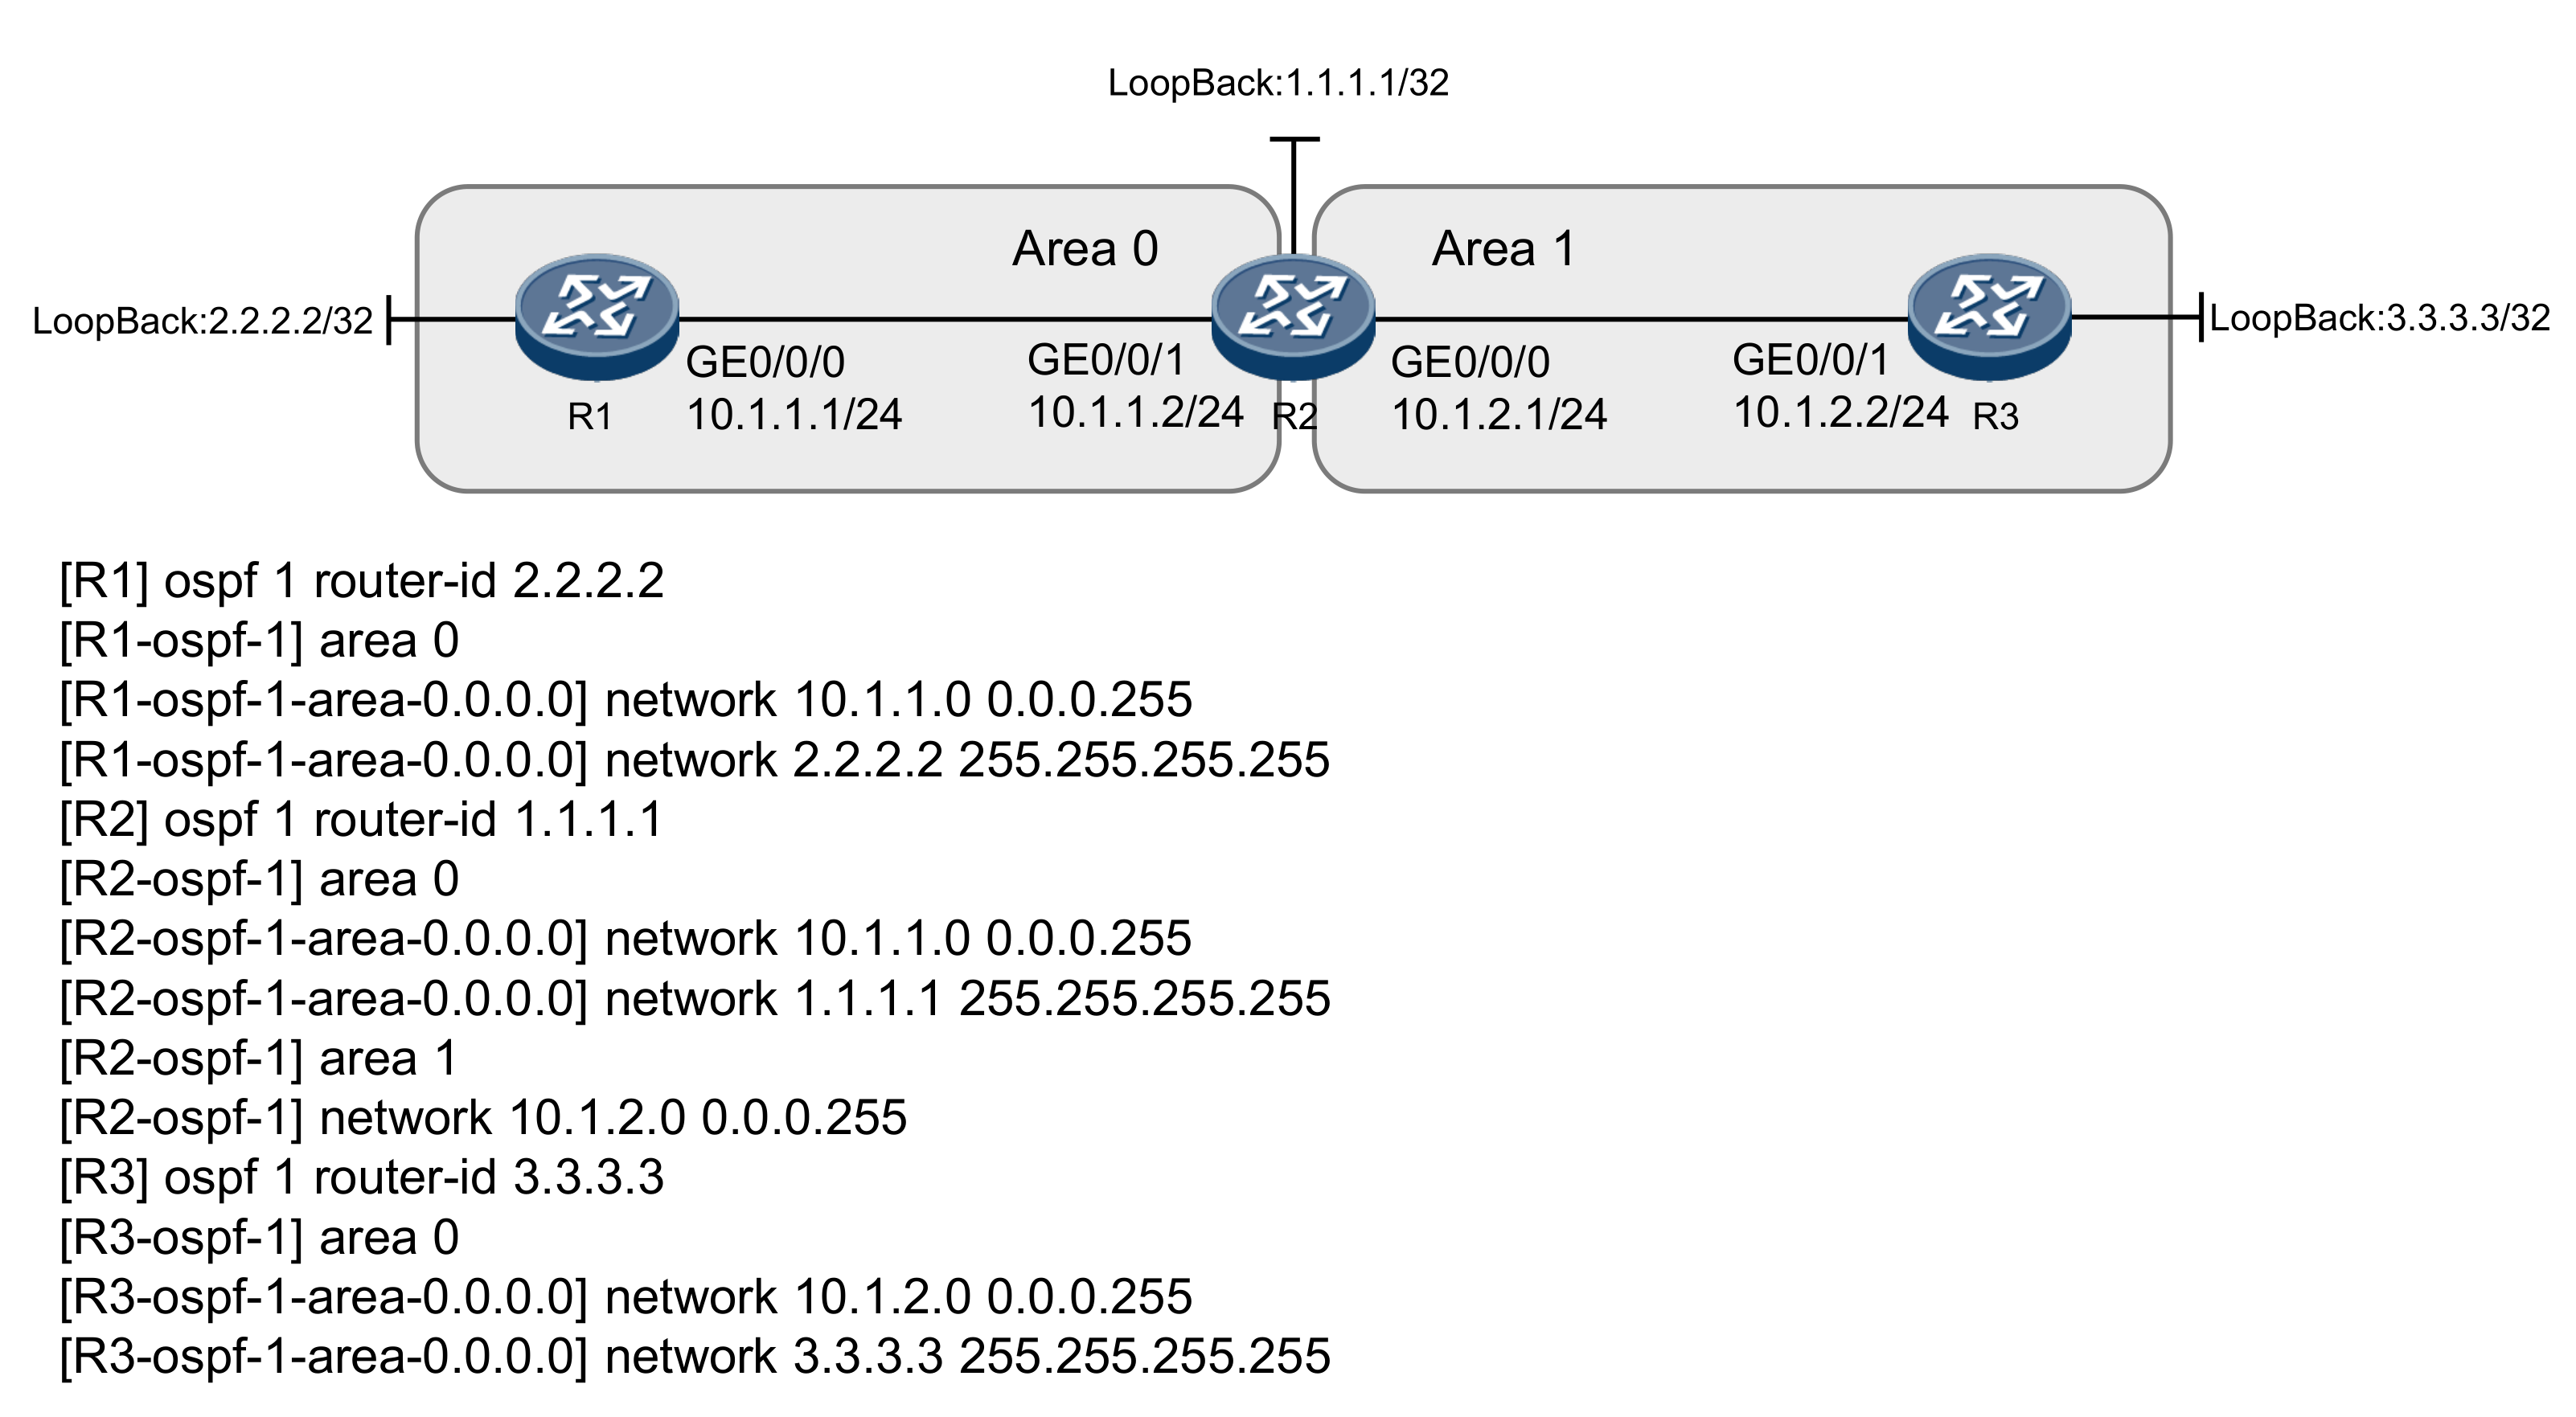 LoopBack:1.1.1.1/32
Area 0
Area 1
LoopBack:2.2.2.2/32
LoopBack:3.3.3.3/32
GE0/0/0
10.1.1.1/24
GE0/0/1
10.1.1.2/24
GE0/0/0
10.1.2.1/24
GE0/0/1
10.1.2.2/24
R1
R2
R3
[R1] ospf 1 router-id 2.2.2.2
[R1-ospf-1] area 0
[R1-ospf-1-area-0.0.0.0] network 10.1.1.0 0.0.0.255
[R1-ospf-1-area-0.0.0.0] network 2.2.2.2 255.255.255.255
[R2] ospf 1 router-id 1.1.1.1
[R2-ospf-1] area 0
[R2-ospf-1-area-0.0.0.0] network 10.1.1.0 0.0.0.255
[R2-ospf-1-area-0.0.0.0] network 1.1.1.1 255.255.255.255
[R2-ospf-1] area 1
[R2-ospf-1] network 10.1.2.0 0.0.0.255
[R3] ospf 1 router-id 3.3.3.3
[R3-ospf-1] area 0
[R3-ospf-1-area-0.0.0.0] network 10.1.2.0 0.0.0.255
[R3-ospf-1-area-0.0.0.0] network 3.3.3.3 255.255.255.255